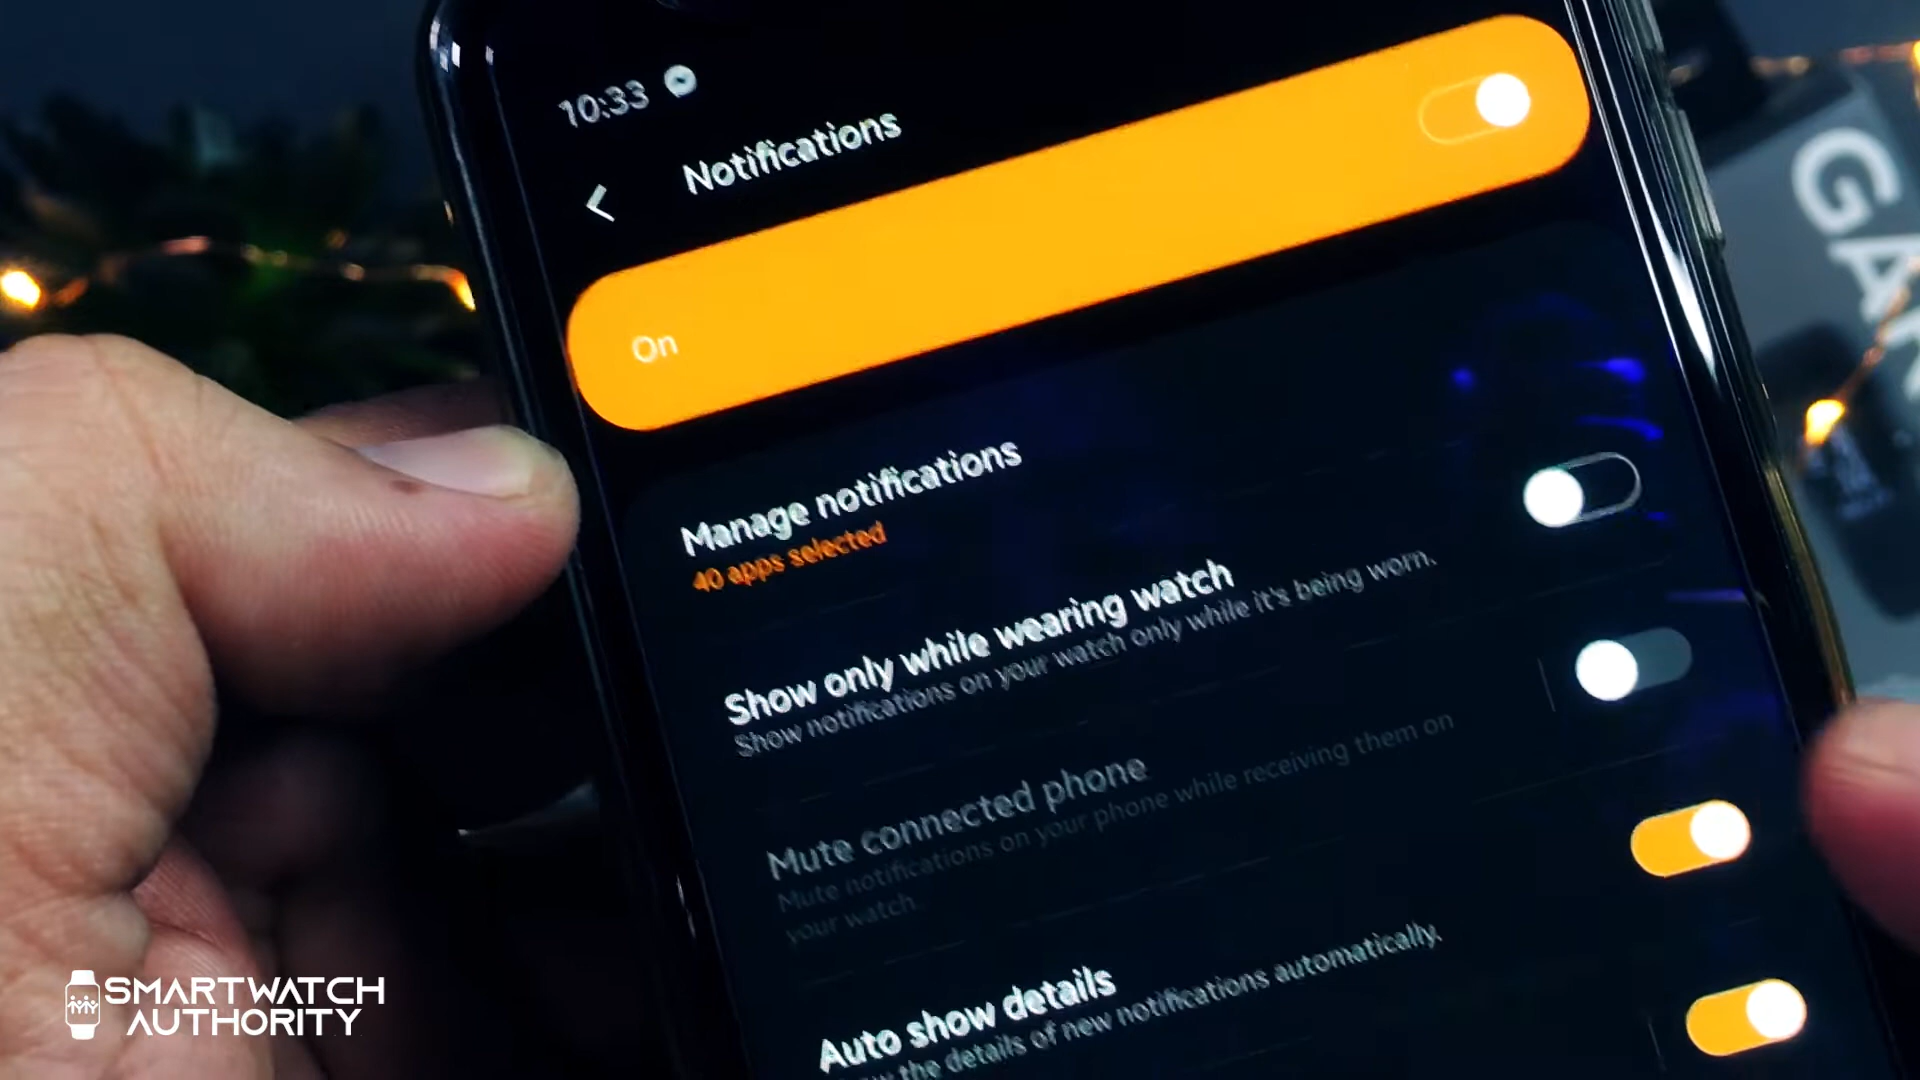 10:33
Notifications
On
Manage notifications
40 apps selected
Show only while wearing watch
Show notifications on your watch only while it's being worn.
Mute connected phone
Mute notifications on your phone while receiving them on
your watch.
Auto show details
the details of new notifications automatically.
GAR
SMARTWATCH
AUTHORITY